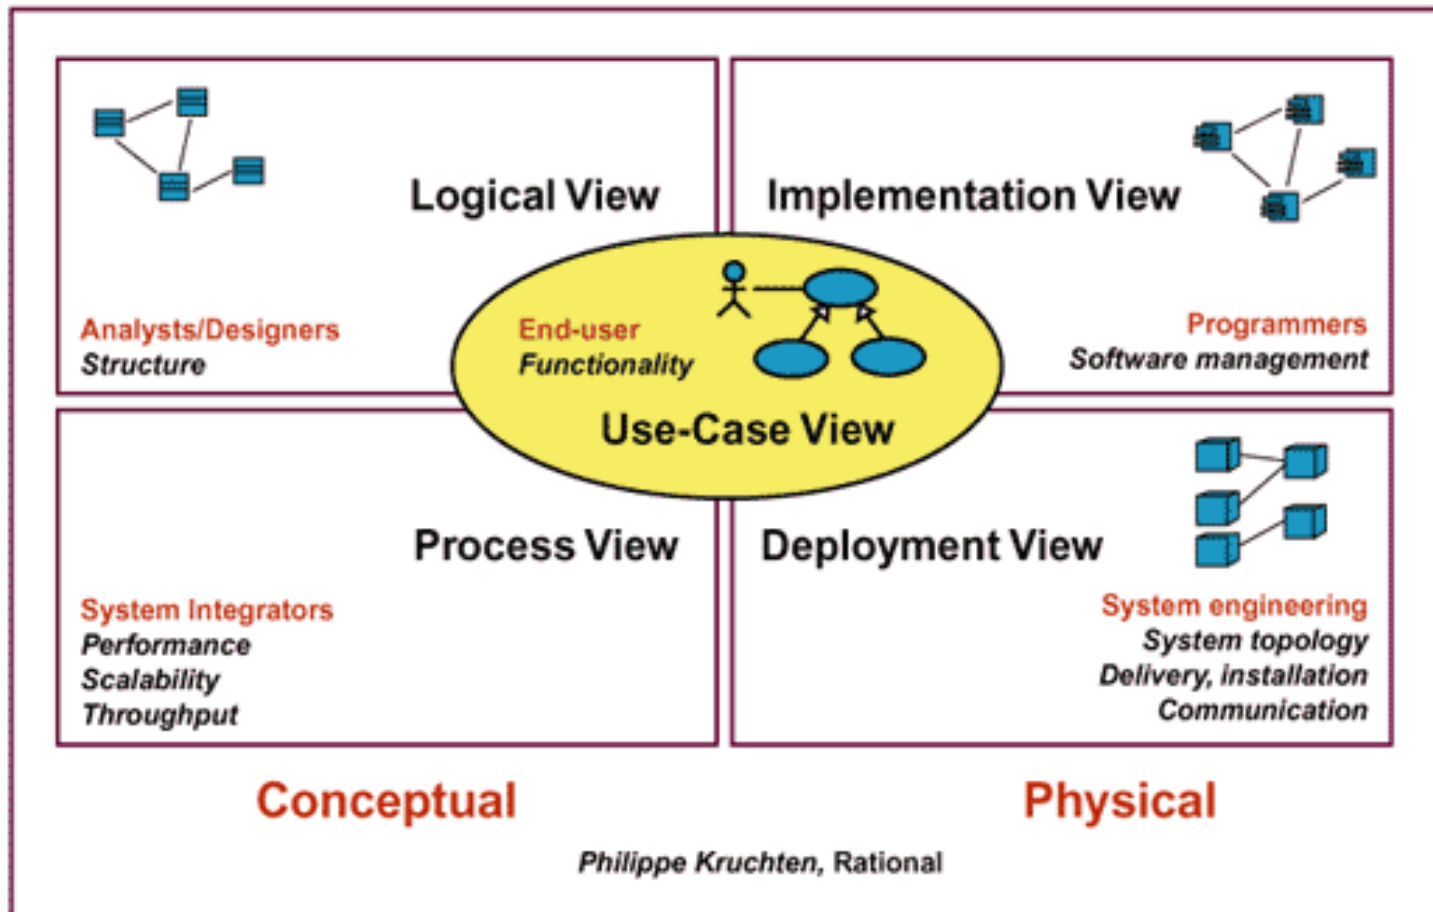 Logical View
Analysts/Designers
Structure
Implementation View
Programmers
Software management
End-user
Functionality
Use-Case View
Process View
System Integrators
Performance
Scalability
Throughput
Deployment View
System engineering
System topology
Delivery, installation
Communication
Conceptual
Physical
Philippe Kruchten, Rational